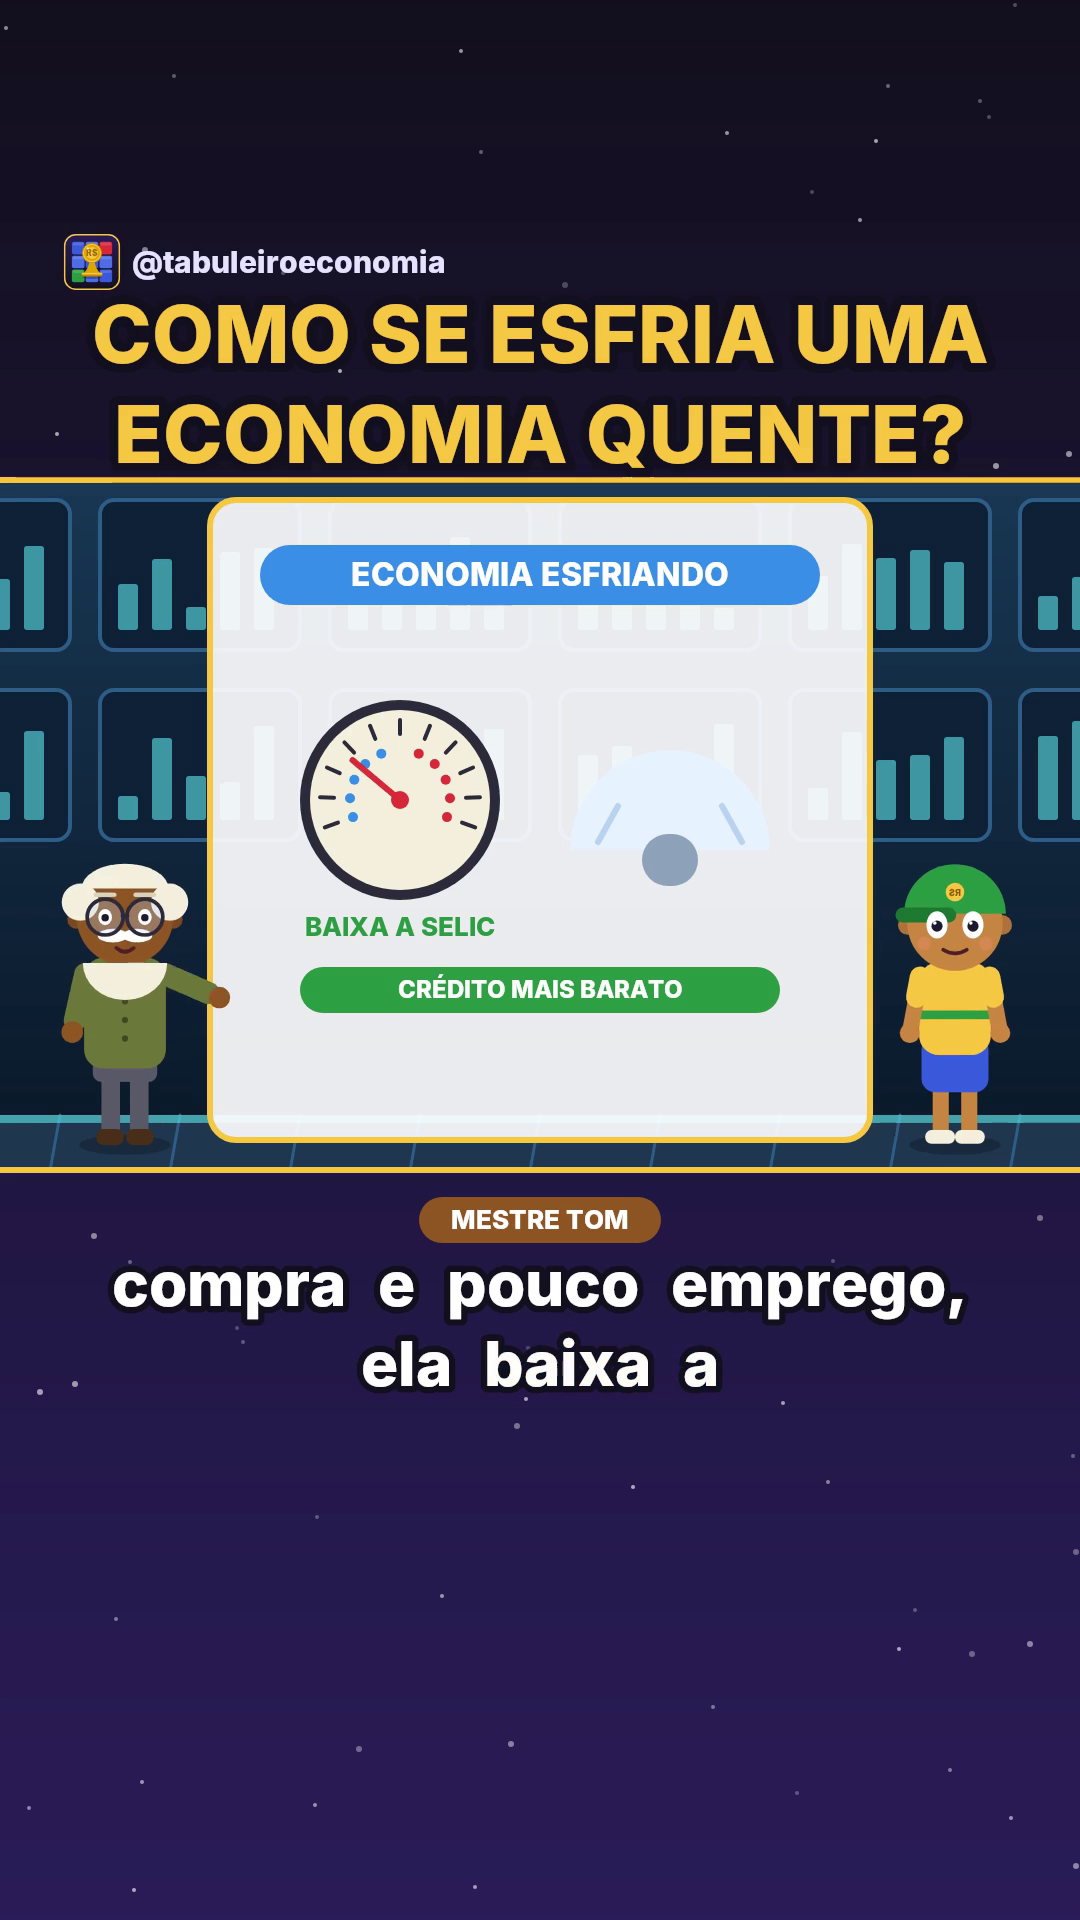 R$
@tabuleiroeconomia
COMO SE ESFRIA UMA
ECONOMIA QUENTE?
ECONOMIA ESFRIANDO
BAIXA A SELIC
CRÉDITO MAIS BARATO
R$
MESTRE TOM
compra e pouco emprego,
ela baixa a